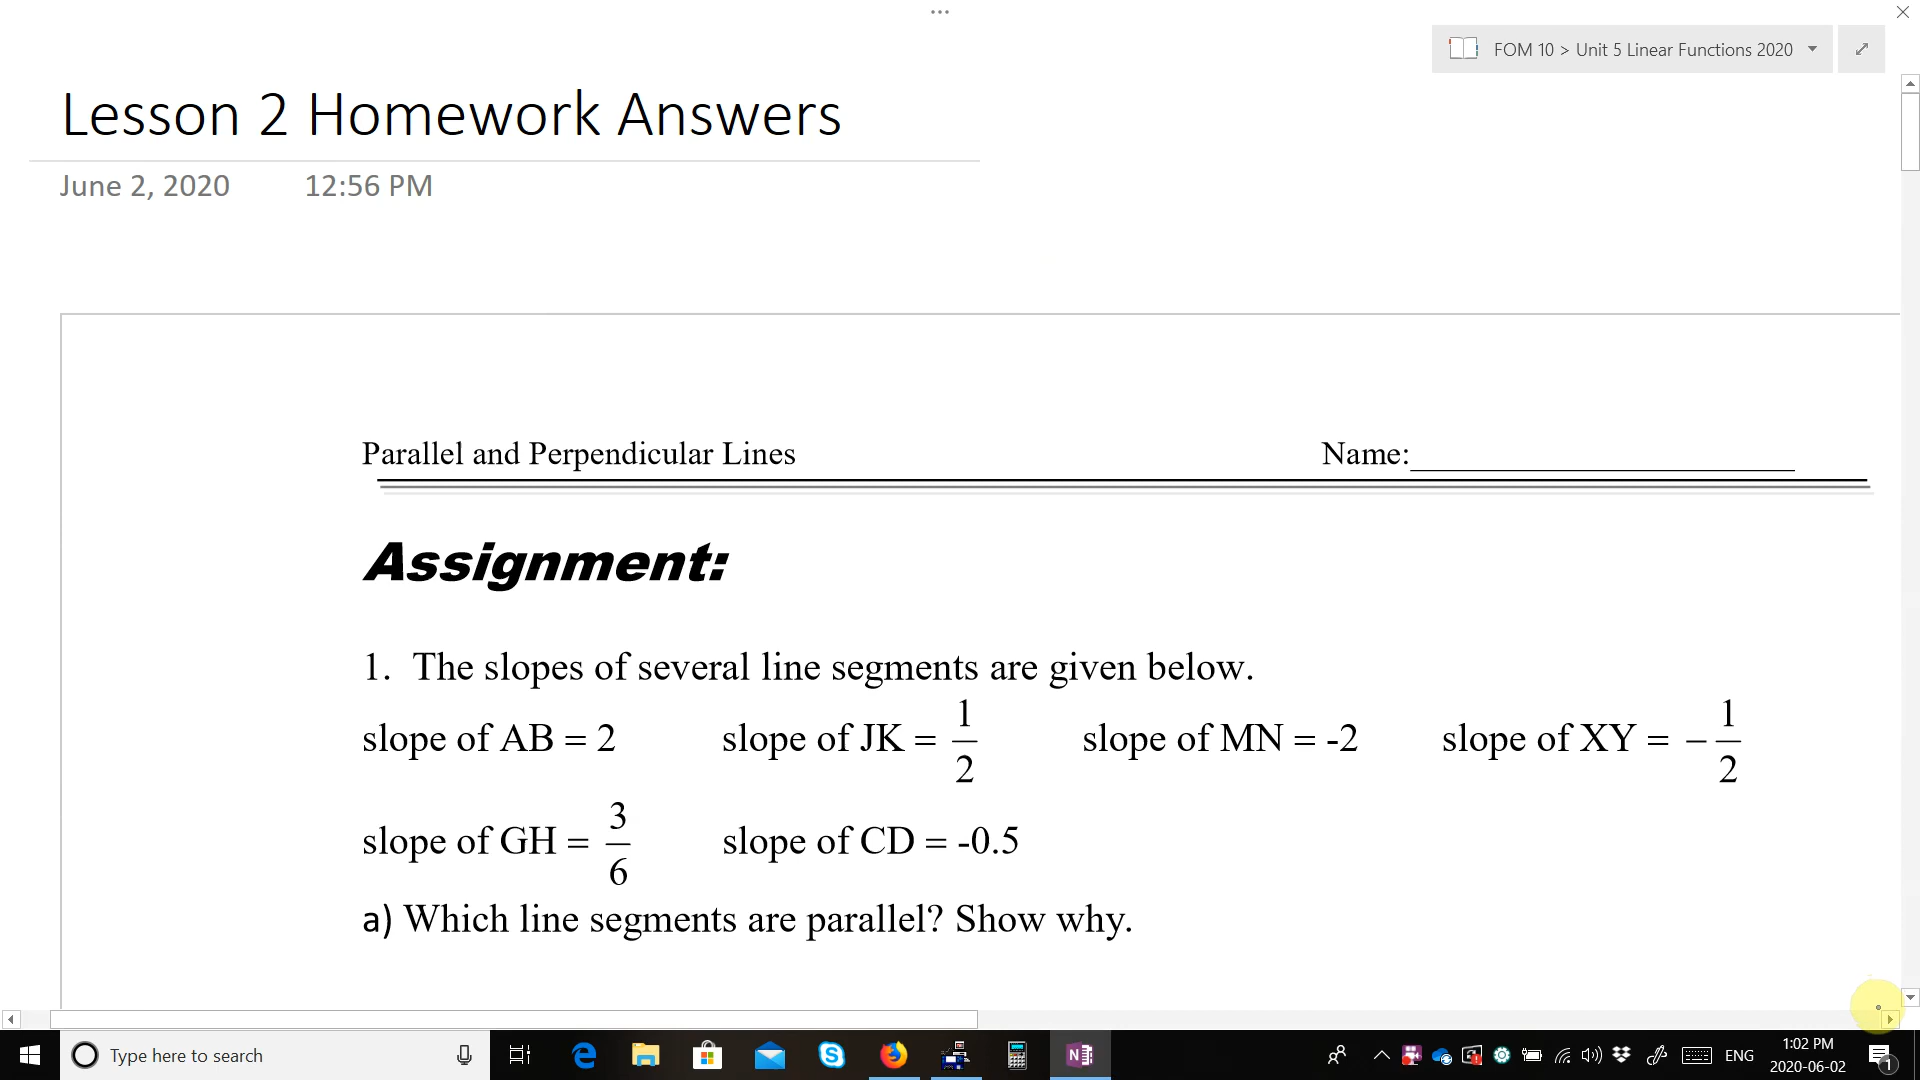 FOM 10 > Unit 5 Linear Functions 2020
Lesson 2 Homework Answers
June 2, 2020 12:56 PM
Parallel and Perpendicular Lines Name:_______________________
Assignment:
1. The slopes of several line segments are given below.
slope of AB = 2 slope of JK = 1/2 slope of MN = -2 slope of XY = −1/2
slope of GH = 3/6 slope of CD = -0.5
a) Which line segments are parallel? Show why.
Type here to search
ENG
1:02 PM
2020-06-02
1